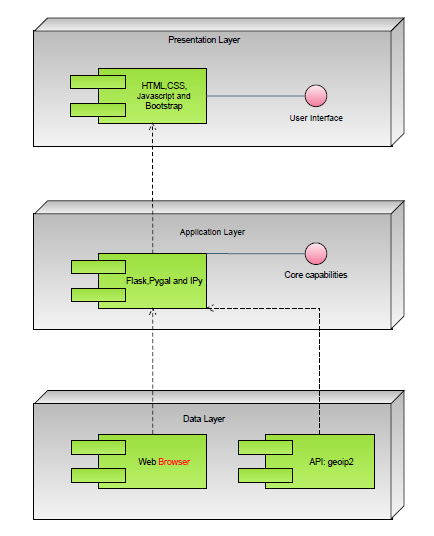 Presentation Layer
HTML,CSS,
Javascript and
Bootstrap
User Interface
Application Layer
Flask,Pygal and IPy
Core capabilities
Data Layer
Web Browser
API: geoip2